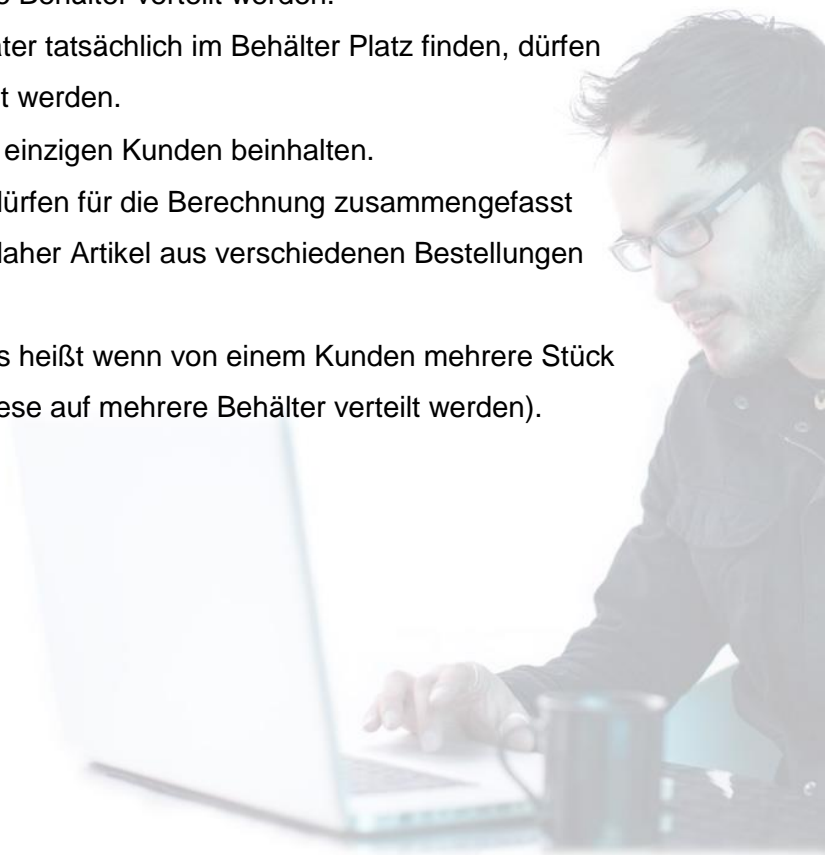 Behälter verteilt werden.
ter tatsächlich im Behälter Platz finden, dürfen
t werden.
einzigen Kunden beinhalten.
dürfen für die Berechnung zusammengefasst
daher Artikel aus verschiedenen Bestellungen
s heißt wenn von einem Kunden mehrere Stück
ese auf mehrere Behälter verteilt werden).